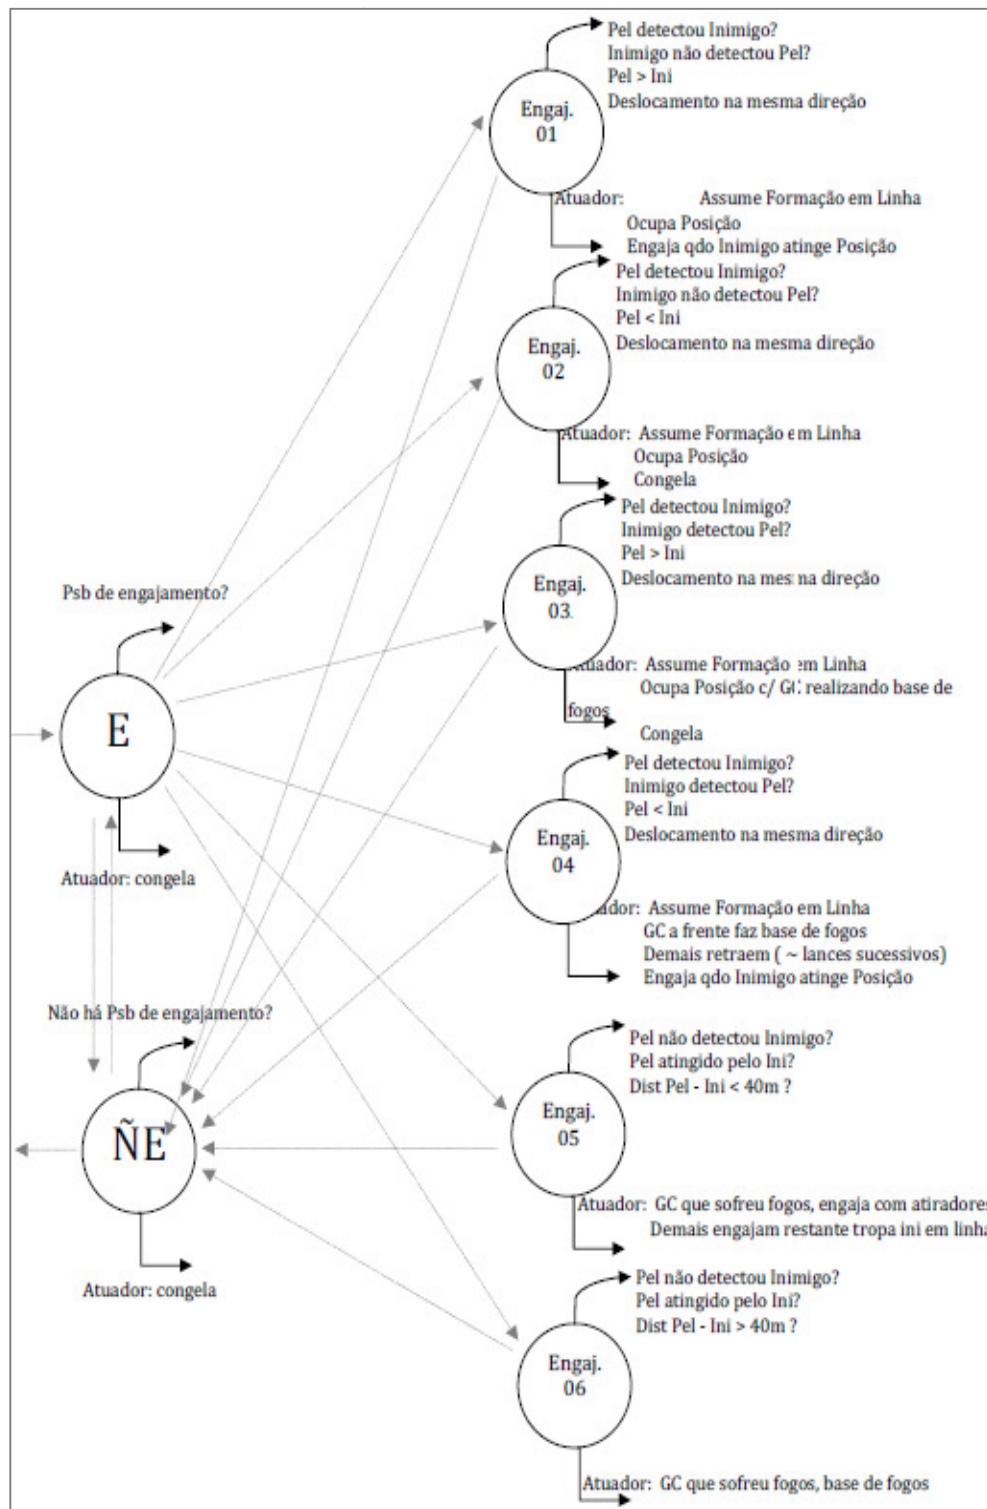 Pel detectou Inimigo?
Inimigo não detectou Pel?
Pel > Ini
Deslocamento na mesma direção
Engaj.
01
Atuador: Assume Formação em Linha
Ocupa Posição
Engaja qdo Inimigo atinge Posição
Pel detectou Inimigo?
Inimigo não detectou Pel?
Pel < Ini
Deslocamento na mesma direção
Engaj.
02
Atuador: Assume Formação em Linha
Ocupa Posição
Congela
Pel detectou Inimigo?
Inimigo detectou Pel?
Pel > Ini
Deslocamento na mesma direção
Engaj.
03
Atuador: Assume Formação em Linha
Ocupa Posição c/ GC realizando base de
fogos
Congela
Psb de engajamento?
E
Atuador: congela
Pel detectou Inimigo?
Inimigo detectou Pel?
Pel < Ini
Deslocamento na mesma direção
Engaj.
04
Atuador: Assume Formação em Linha
GC a frente faz base de fogos
Demais retraem ( ~ lances sucessivos)
Engaja qdo Inimigo atinge Posição
Não há Psb de engajamento?
ÑE
Atuador: congela
Pel não detectou Inimigo?
Pel atingido pelo Ini?
Dist Pel - Ini < 40m ?
Engaj.
05
Atuador: GC que sofreu fogos, engaja com atiradores
Demais engajam restante tropa ini em linha
Pel não detectou Inimigo?
Pel atingido pelo Ini?
Dist Pel - Ini > 40m ?
Engaj.
06
Atuador: GC que sofreu fogos, base de fogos